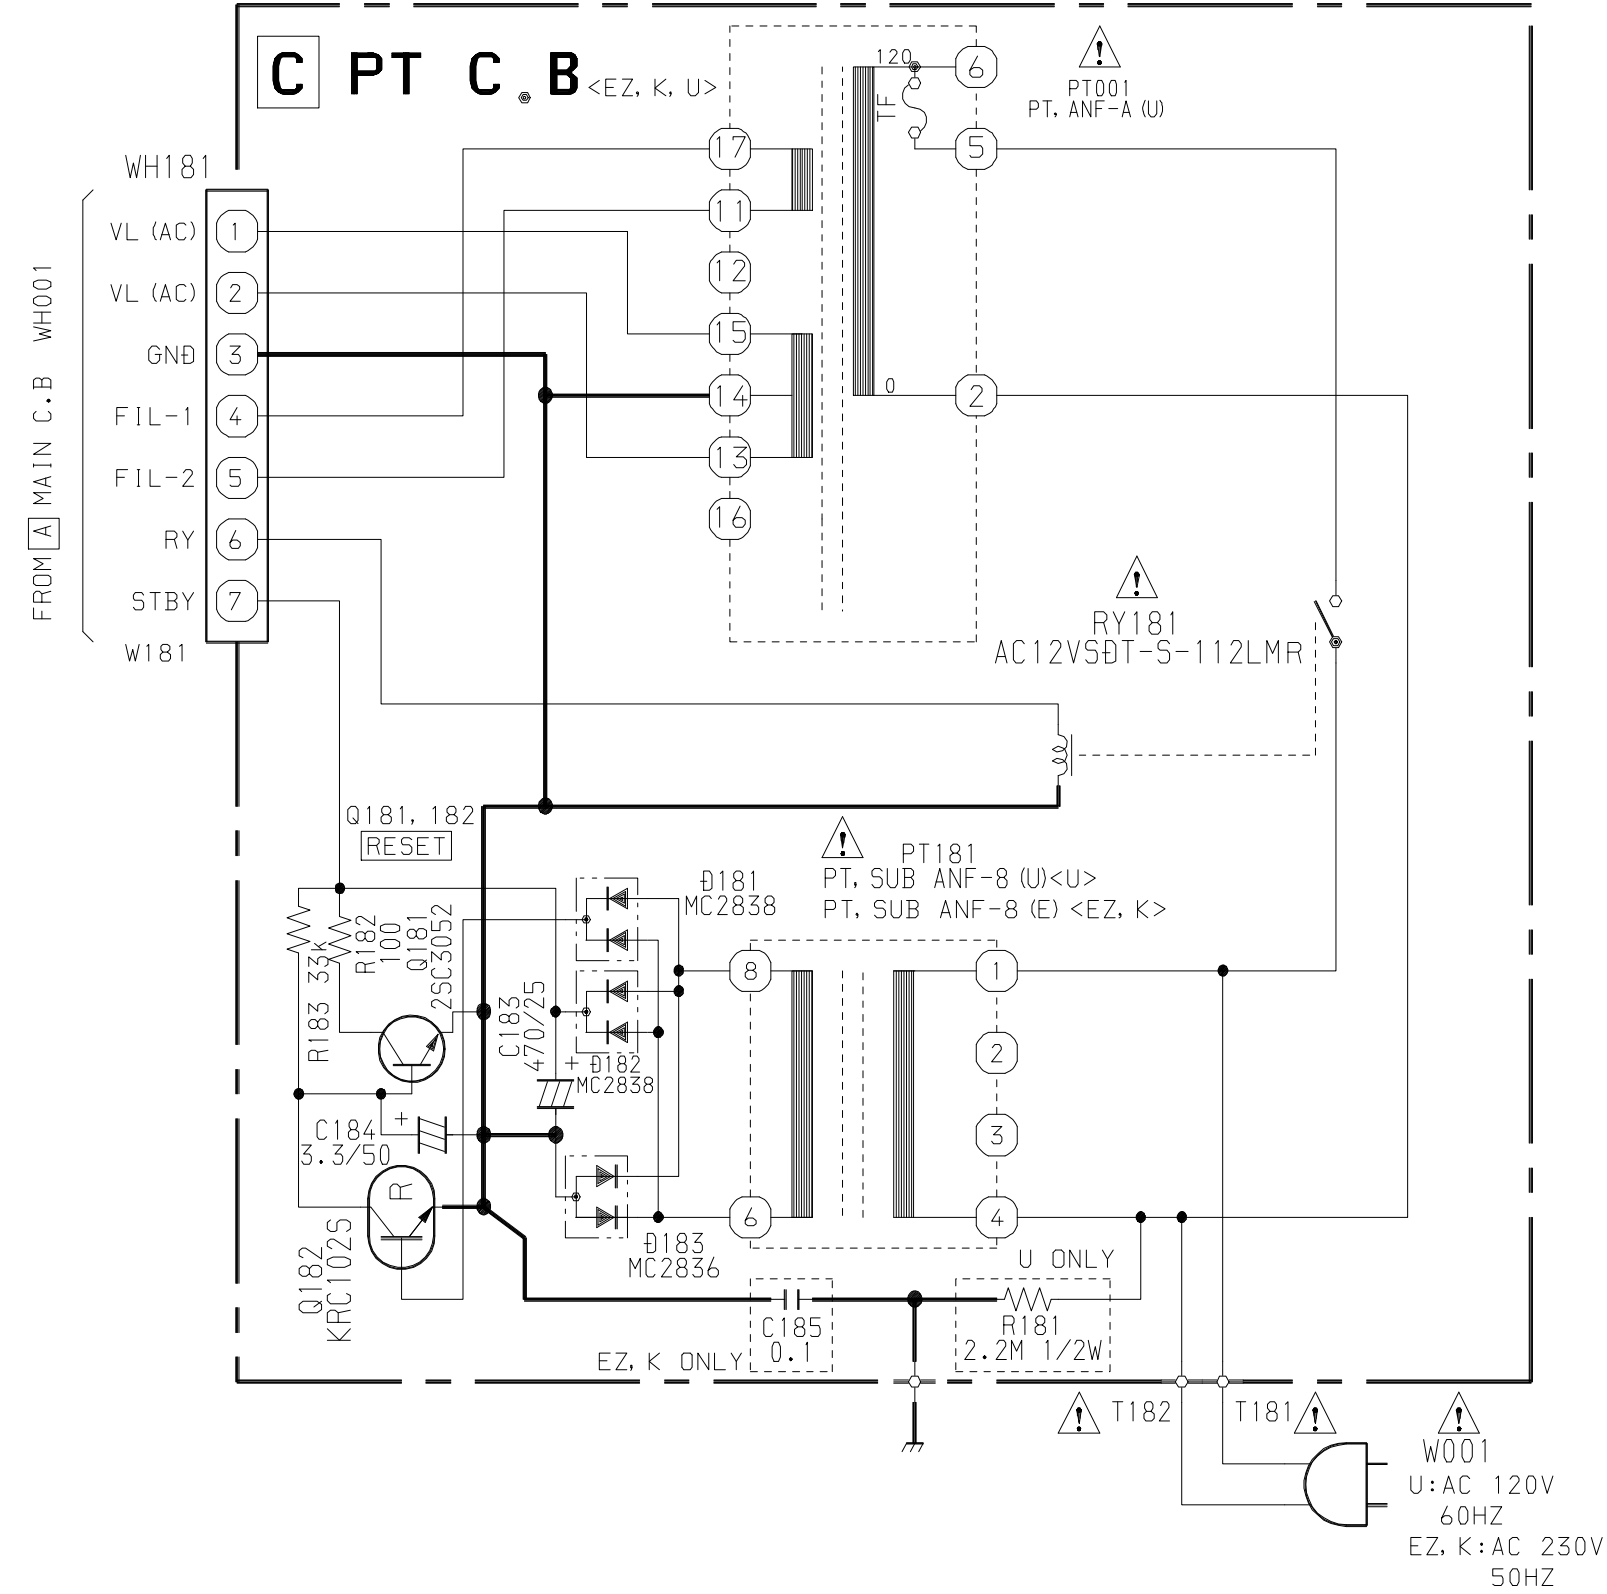 C PT C.B <EZ, K, U>
PT001
PT, ANF-A (U)
120
TF
0
6
5
2
17
11
12
15
14
13
16
WH181
VL (AC) 1
VL (AC) 2
GND 3
FIL-1 4
FIL-2 5
RY 6
STBY 7
W181
FROM A MAIN C.B WH001
RY181
AC12VSDT-S-112LMR
Q181, 182
RESET
PT181
PT, SUB ANF-8 (U)<U>
PT, SUB ANF-8 (E) <EZ, K>
D181
MC2838
R183 33k
R182
100
Q181
2SC3052
C183
470/25
+
D182
MC2838
8
6
1
2
3
4
+
C184
3.3/50
R
Q182
KRC102S
D183
MC2836
U ONLY
C185
0.1
EZ, K ONLY
R181
2.2M 1/2W
T182
T181
W001
U:AC 120V
60HZ
EZ, K:AC 230V
50HZ